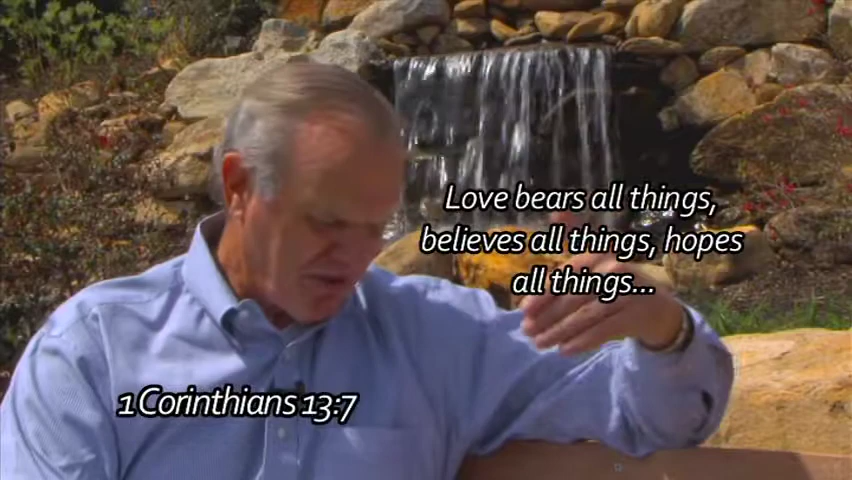 Love bears all things,
believes all things, hopes
all things...
1 Corinthians 13:7